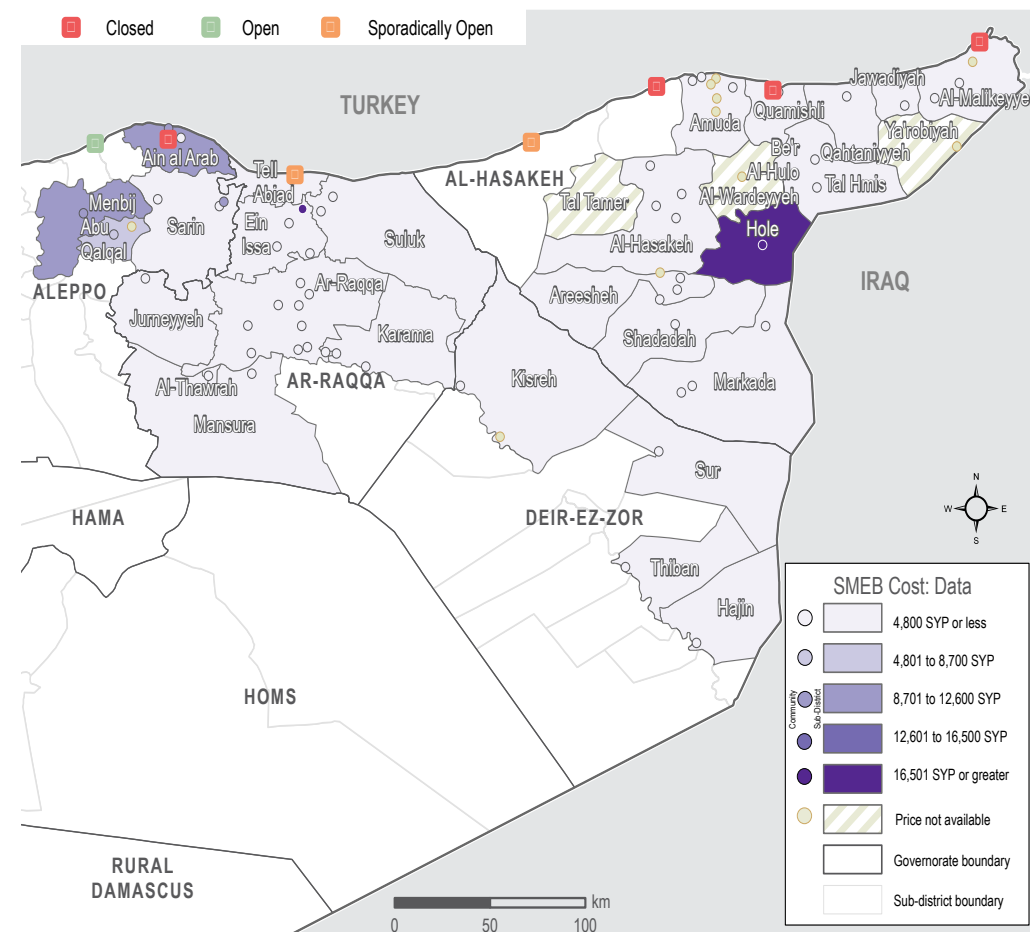 Closed
Open
Sporadically Open
TURKEY
Jawadiyah
Al-Malikeyye
Amuda
Quamishli
Ya'robiyah
Ain al Arab
Be'r
Al-Hulo
Al-Wardeyyeh
Qahtaniyyeh
Tell
Abiad
AL-HASAKEH
Tal Hmis
Menbij
Tal Tamer
Abu
Qalqal
Sarin
Ein
Issa
Hole
Suluk
Al-Hasakeh
IRAQ
ALEPPO
Ar-Raqqa
Areesheh
Jurneyyeh
Karama
Shadadah
AR-RAQQA
Kisreh
Markada
Al-Thawrah
Mansura
Sur
HAMA
DEIR-EZ-ZOR
N
W
E
S
Thiban
Hajin
HOMS
RURAL
DAMASCUS
km
0
50
100
SMEB Cost: Data
Community
Sub-District
4,800 SYP or less
4,801 to 8,700 SYP
8,701 to 12,600 SYP
12,601 to 16,500 SYP
16,501 SYP or greater
Price not available
Governorate boundary
Sub-district boundary